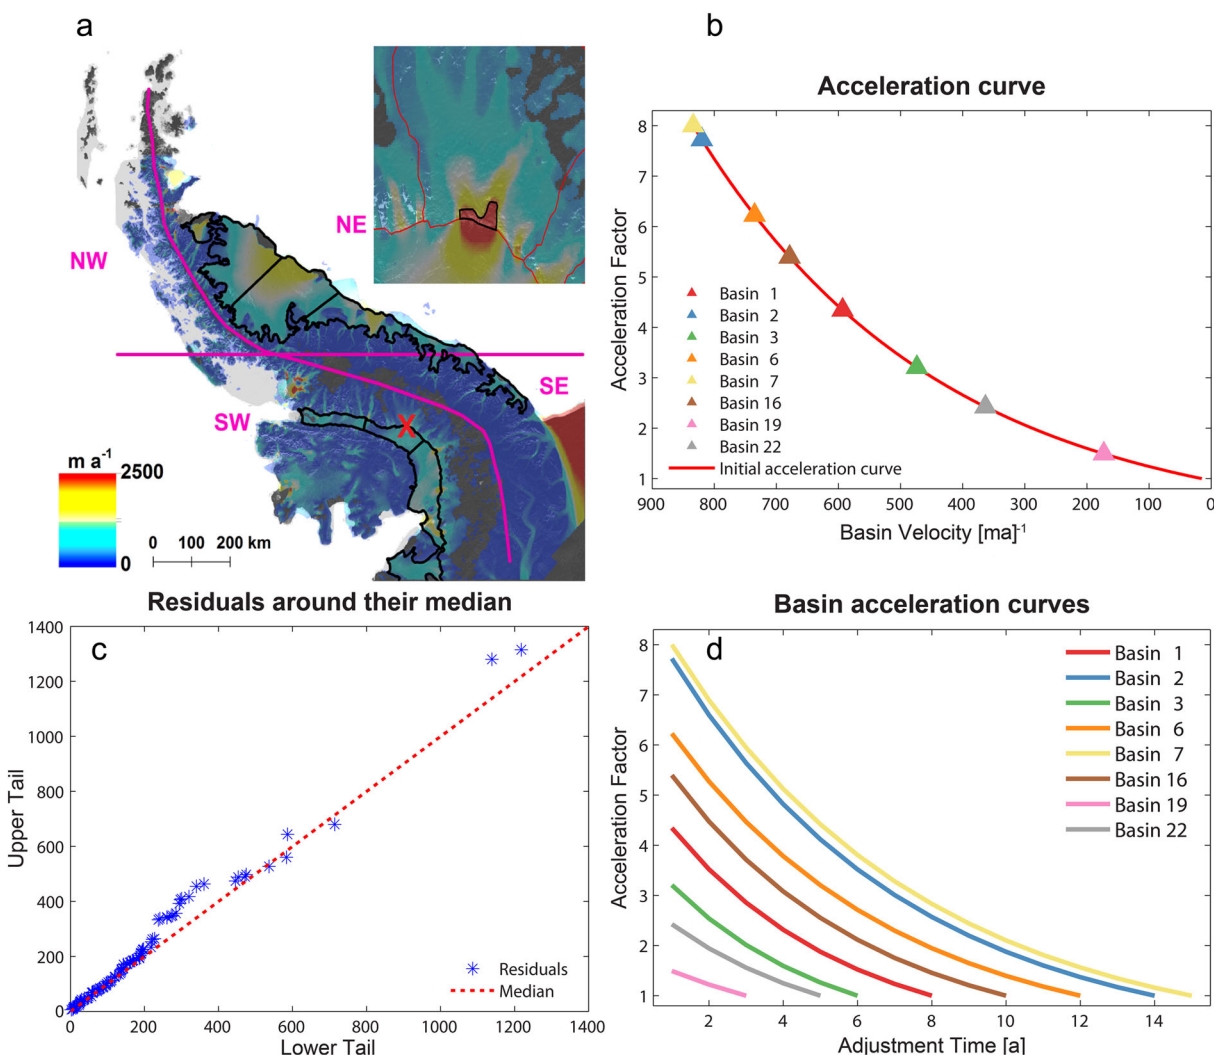 a
NW
NE
SW
SE
X
m a-1
2500
0
0 100 200 km
b
Acceleration curve
Acceleration Factor
8
7
6
5
4
3
2
1
Basin 1
Basin 2
Basin 3
Basin 6
Basin 7
Basin 16
Basin 19
Basin 22
Initial acceleration curve
900 800 700 600 500 400 300 200 100 0
Basin Velocity [ma]-1
Residuals around their median
c
Upper Tail
1400
1200
1000
800
600
400
200
0
Residuals
Median
0 200 400 600 800 1000 1200 1400
Lower Tail
Basin acceleration curves
d
Acceleration Factor
8
7
6
5
4
3
2
1
Basin 1
Basin 2
Basin 3
Basin 6
Basin 7
Basin 16
Basin 19
Basin 22
2 4 6 8 10 12 14
Adjustment Time [a]